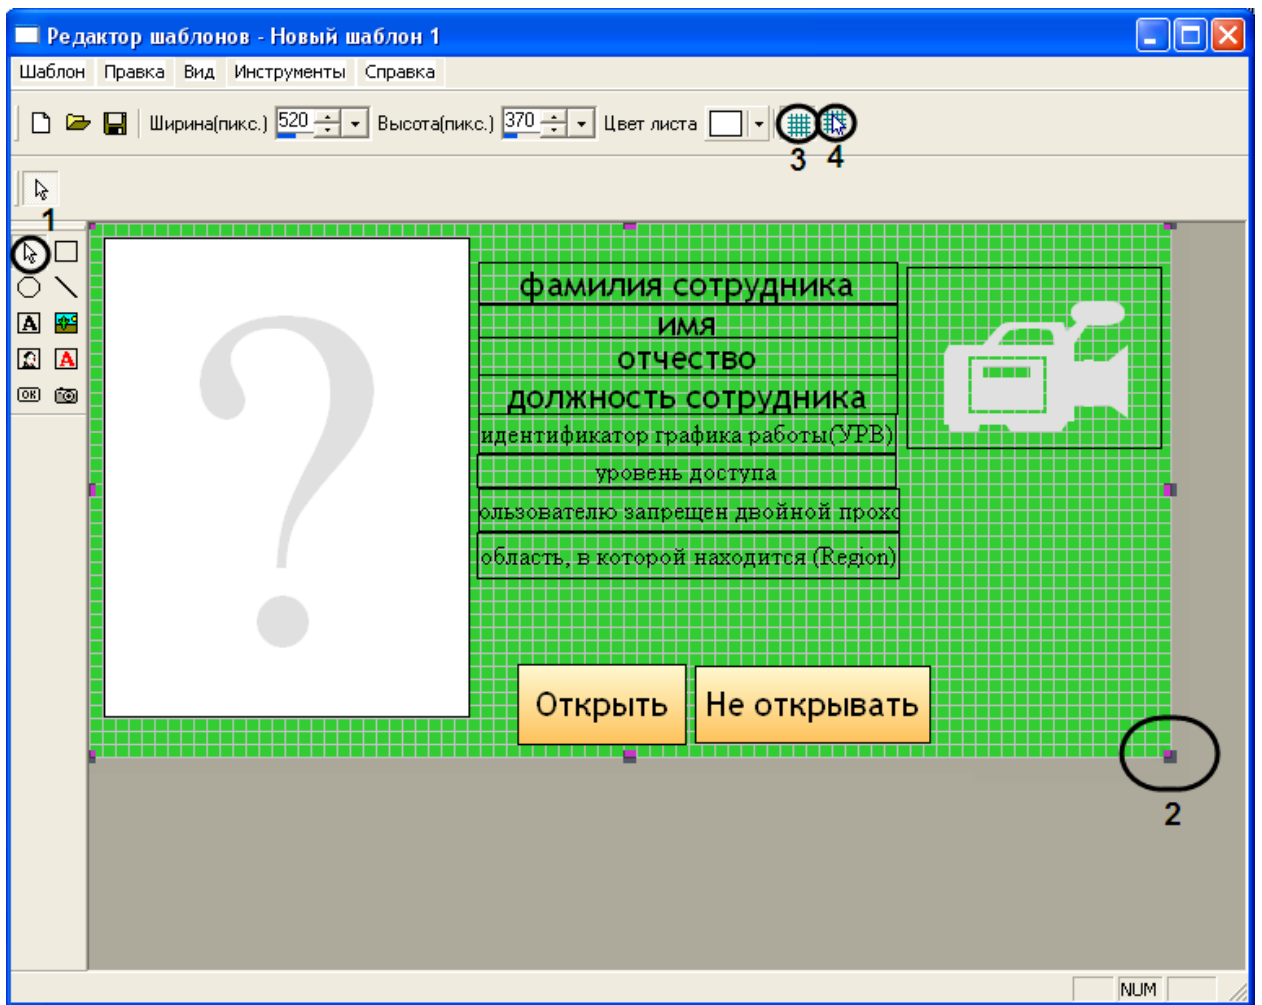 Редактор шаблонов - Новый шаблон 1
Шаблон Правка Вид Инструменты Справка
Ширина(пикс.) 520 Высота(пикс.) 370 Цвет листа
3 4
1
A
A
OK
?
фамилия сотрудника
имя
отчество
должность сотрудника
идентификатор графика работы(УРВ)
уровень доступа
ользователю запрещен двойной прохо
область, в которой находится (Region)
Открыть Не открывать
2
NUM